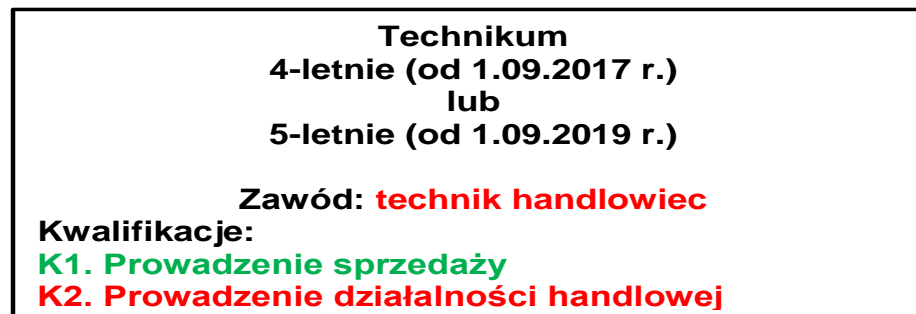 Technikum
4-letnie (od 1.09.2017 r.)
lub
5-letnie (od 1.09.2019 r.)
Zawód: technik handlowiec
Kwalifikacje:
K1. Prowadzenie sprzedaży
K2. Prowadzenie działalności handlowej